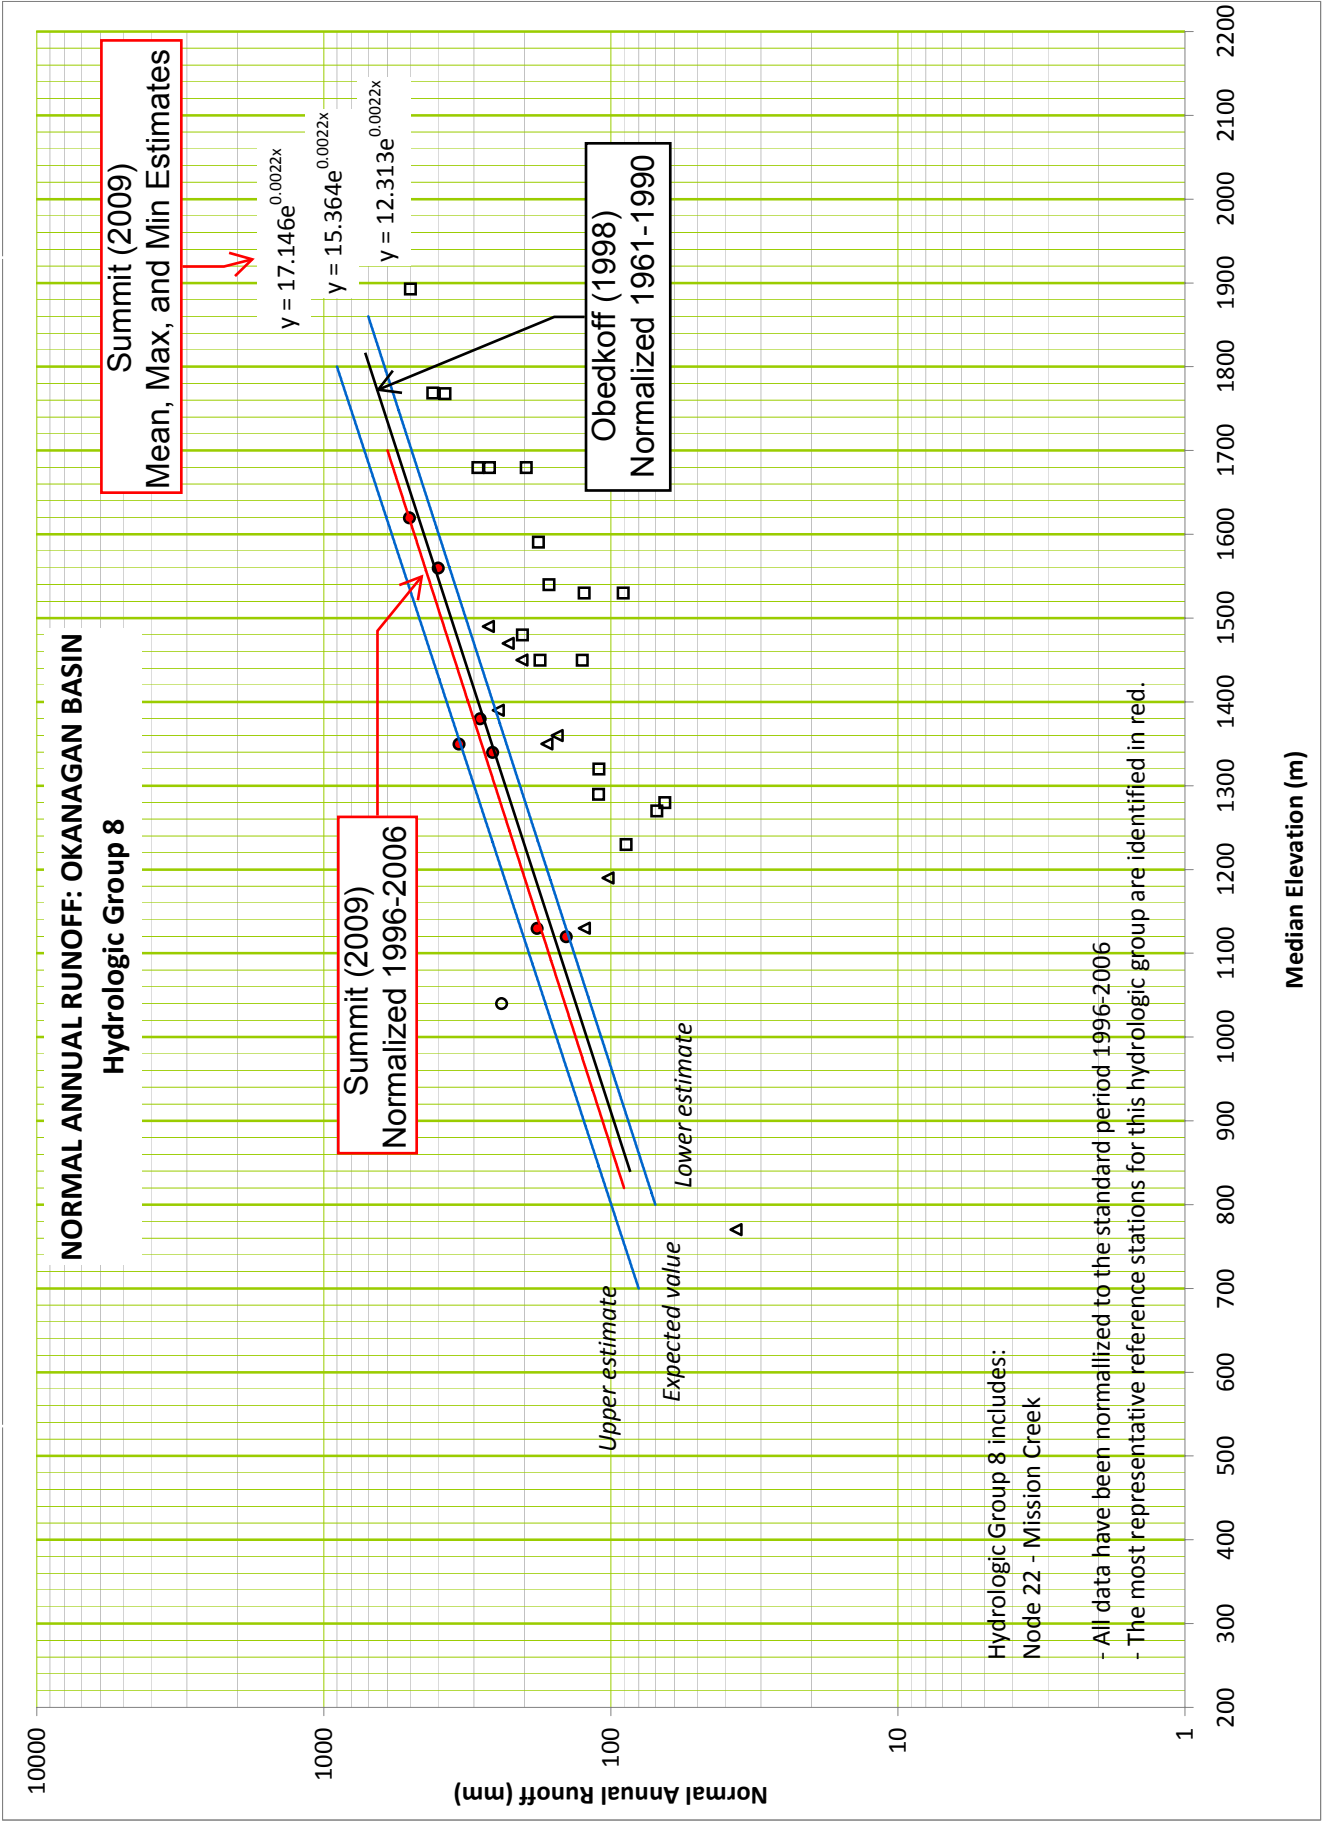 NORMAL ANNUAL RUNOFF: OKANAGAN BASIN
Hydrologic Group 8
Summit (2009)
Mean, Max, and Min Estimates
y = 17.146e0.0022x
y = 15.364e0.0022x
y = 12.313e0.0022x
Summit (2009)
Normalized 1996-2006
Obedkoff (1998)
Normalized 1961-1990
Upper estimate
Expected value
Lower estimate
Hydrologic Group 8 includes:
Node 22 - Mission Creek
- All data have been normallized to the standard period 1996-2006
- The most representative reference stations for this hydrologic group are identified in red.
Normal Annual Runoff (mm)
10000
1000
100
10
1
200 300 400 500 600 700 800 900 1000 1100 1200 1300 1400 1500 1600 1700 1800 1900 2000 2100 2200
Median Elevation (m)